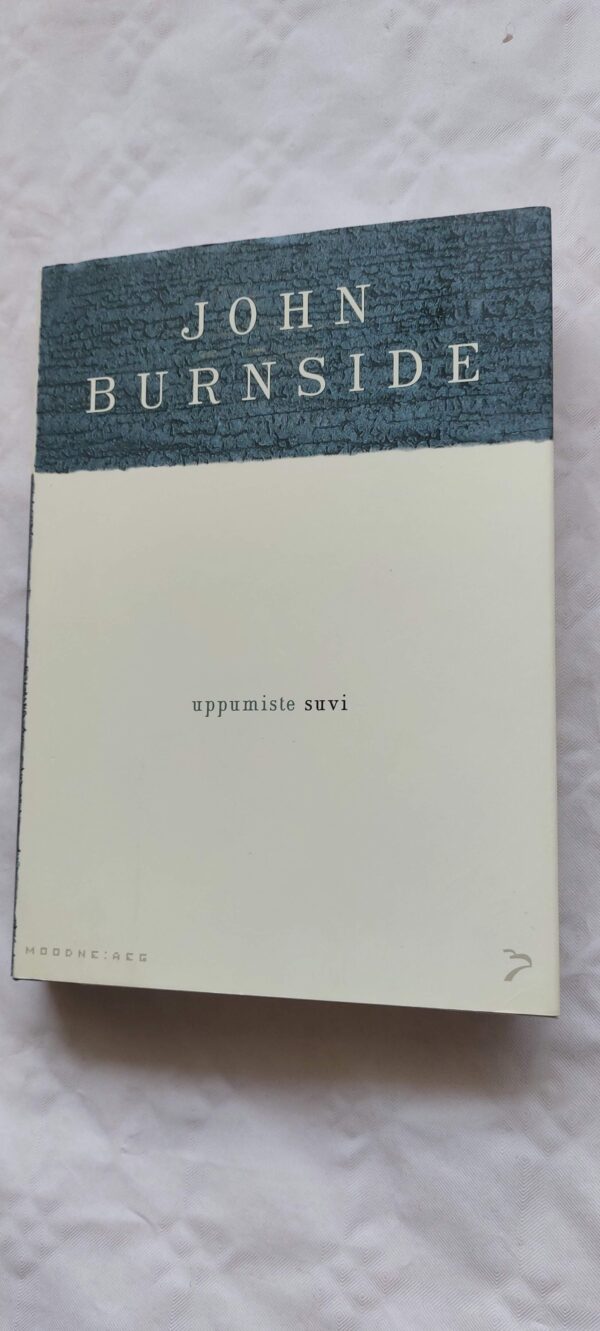 JOHN
BURNSIDE
uppumiste suvi
MOODNE:AEG